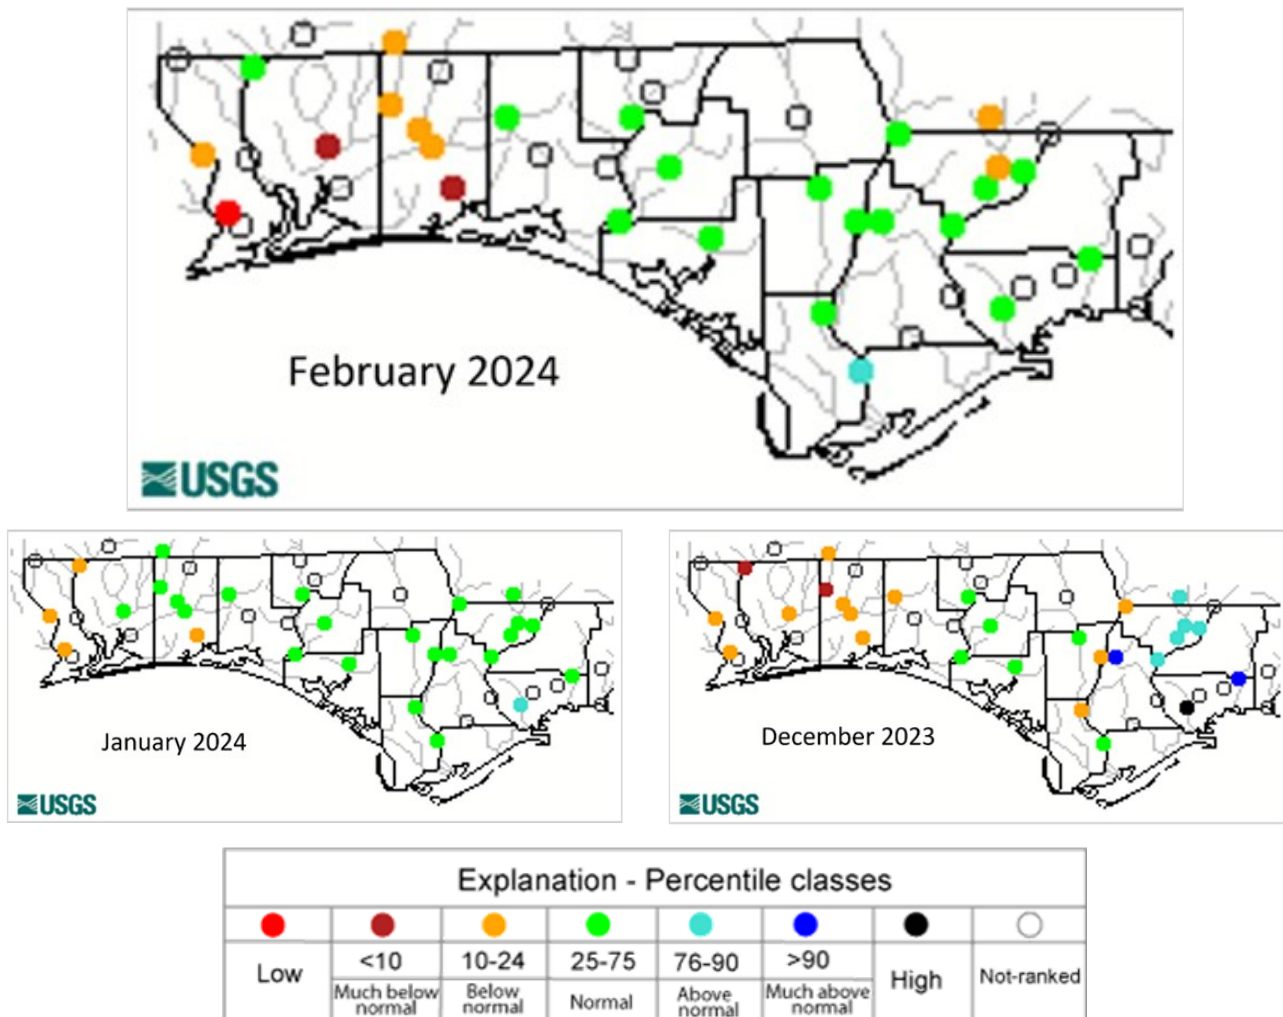 February 2024
USGS
January 2024
USGS
December 2023
USGS
Explanation - Percentile classes
Low
<10
Much below normal
10-24
Below normal
25-75
Normal
76-90
Above normal
>90
Much above normal
High
Not-ranked